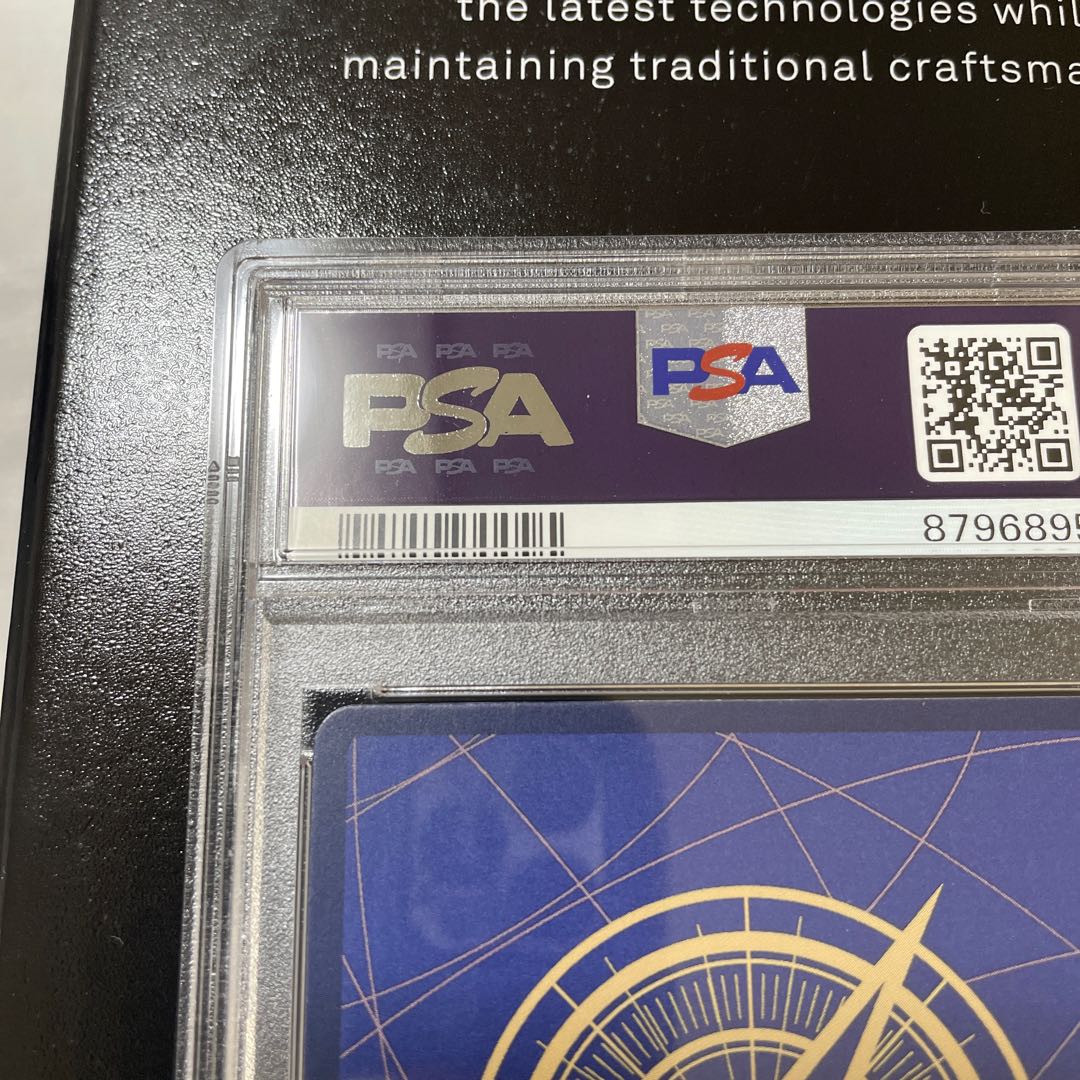 the latest technologies whil
maintaining traditional craftsma
PSA PSA PSA
PSA
PSA PSA PSA
PSA
8796895